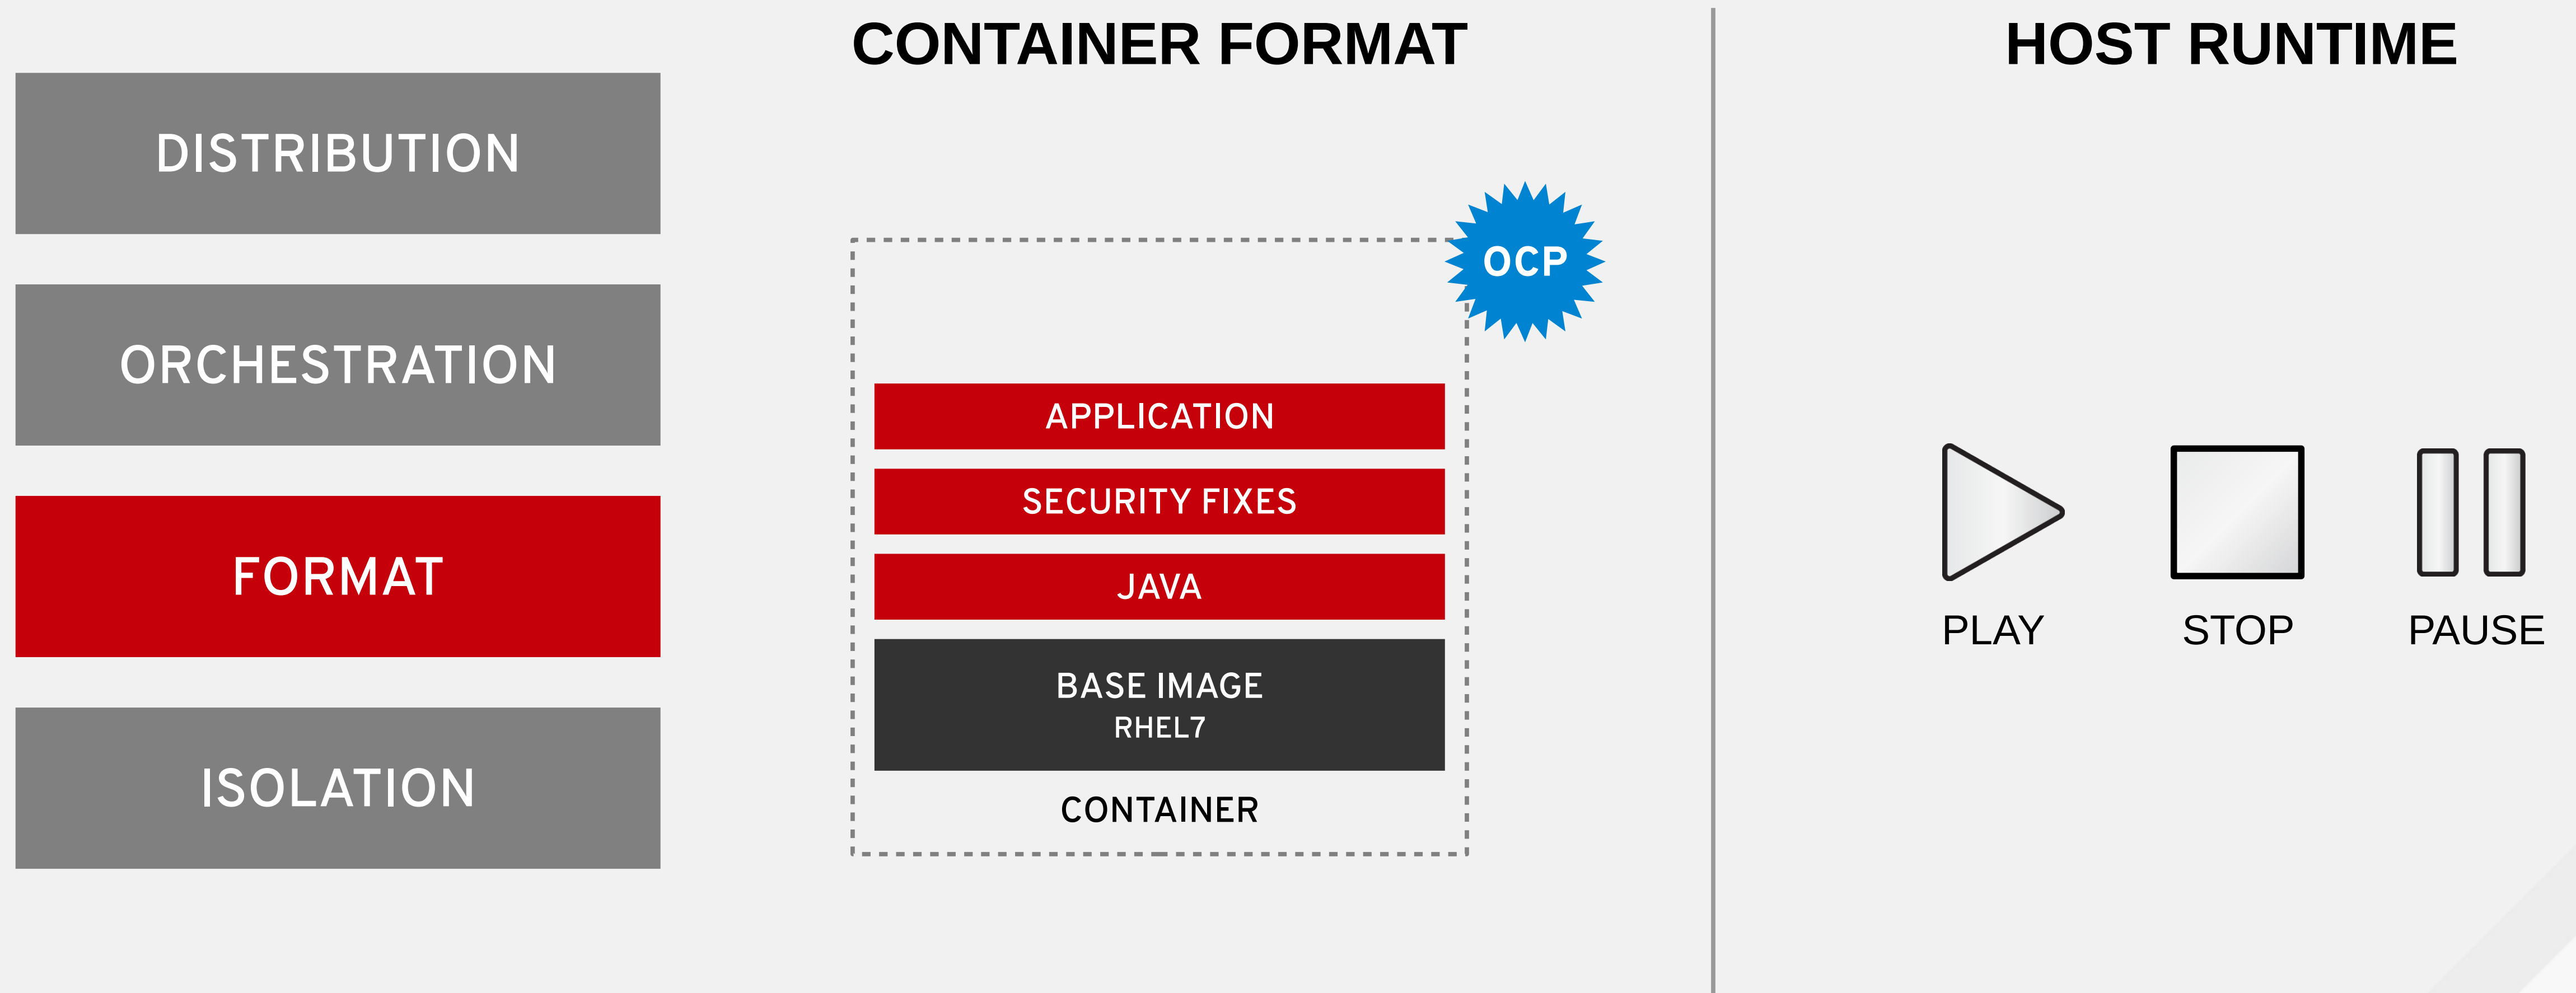 DISTRIBUTION
ORCHESTRATION
FORMAT
ISOLATION
CONTAINER FORMAT
OCP
APPLICATION
SECURITY FIXES
JAVA
BASE IMAGE
RHEL7
CONTAINER
HOST RUNTIME
PLAY
STOP
PAUSE